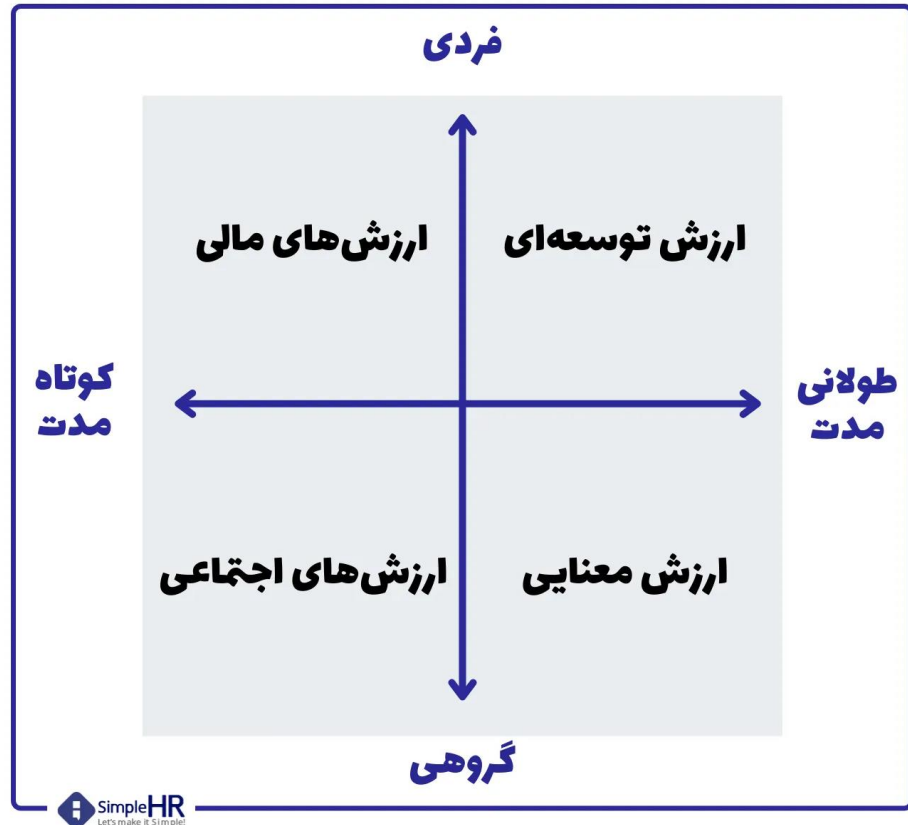 فردی
ارزش توسعه‌ای
ارزش‌های مالی
طولانی
مدت
کوتاه
مدت
ارزش معنایی
ارزش‌های اجتماعی
گروهی
SimpleHR
Let's make it Simple!